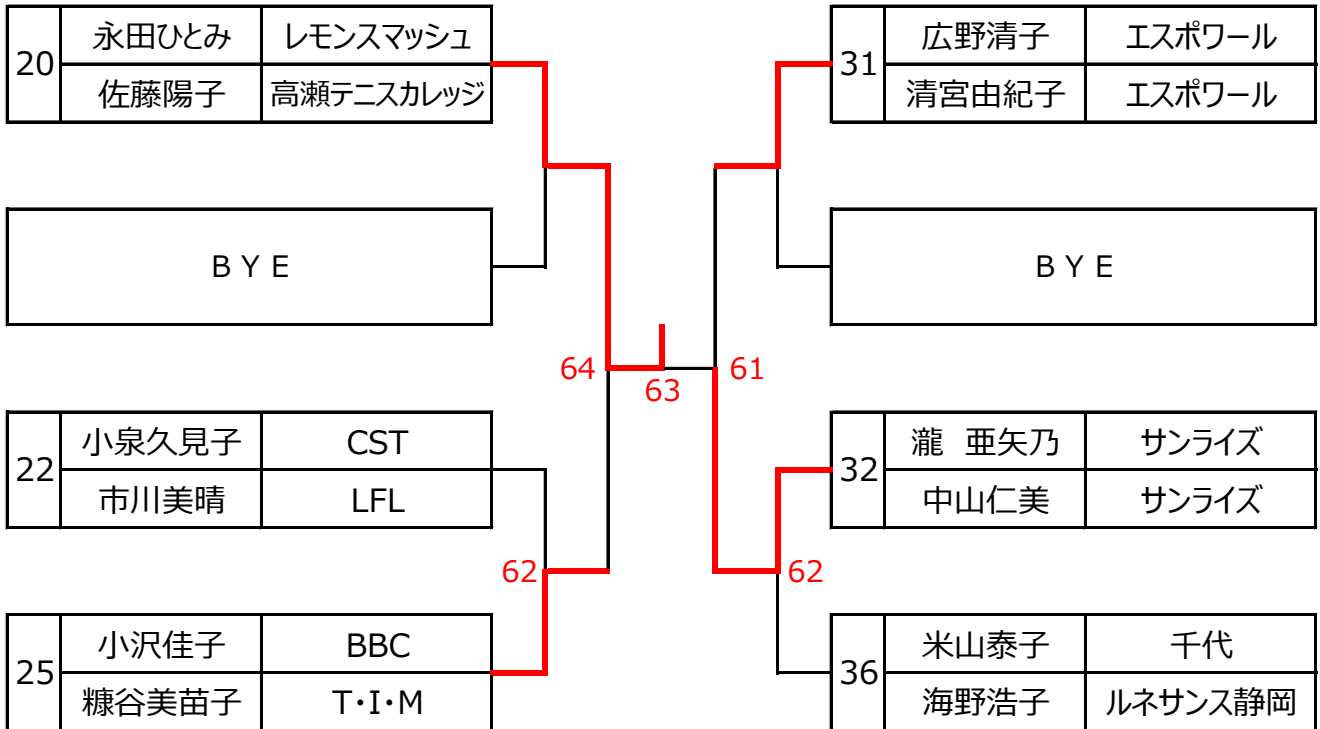 20 永田ひとみ レモンスマッシュ
佐藤陽子 高瀬テニスカレッジ
BYE
22 小泉久見子 CST
市川美晴 LFL
25 小沢佳子 BBC
糠谷美苗子 T・I・M
64
62
63
61
62
31 広野清子 エスポワール
清宮由紀子 エスポワール
BYE
32 瀧 亜矢乃 サンライズ
中山仁美 サンライズ
36 米山泰子 千代
海野浩子 ルネサンス静岡